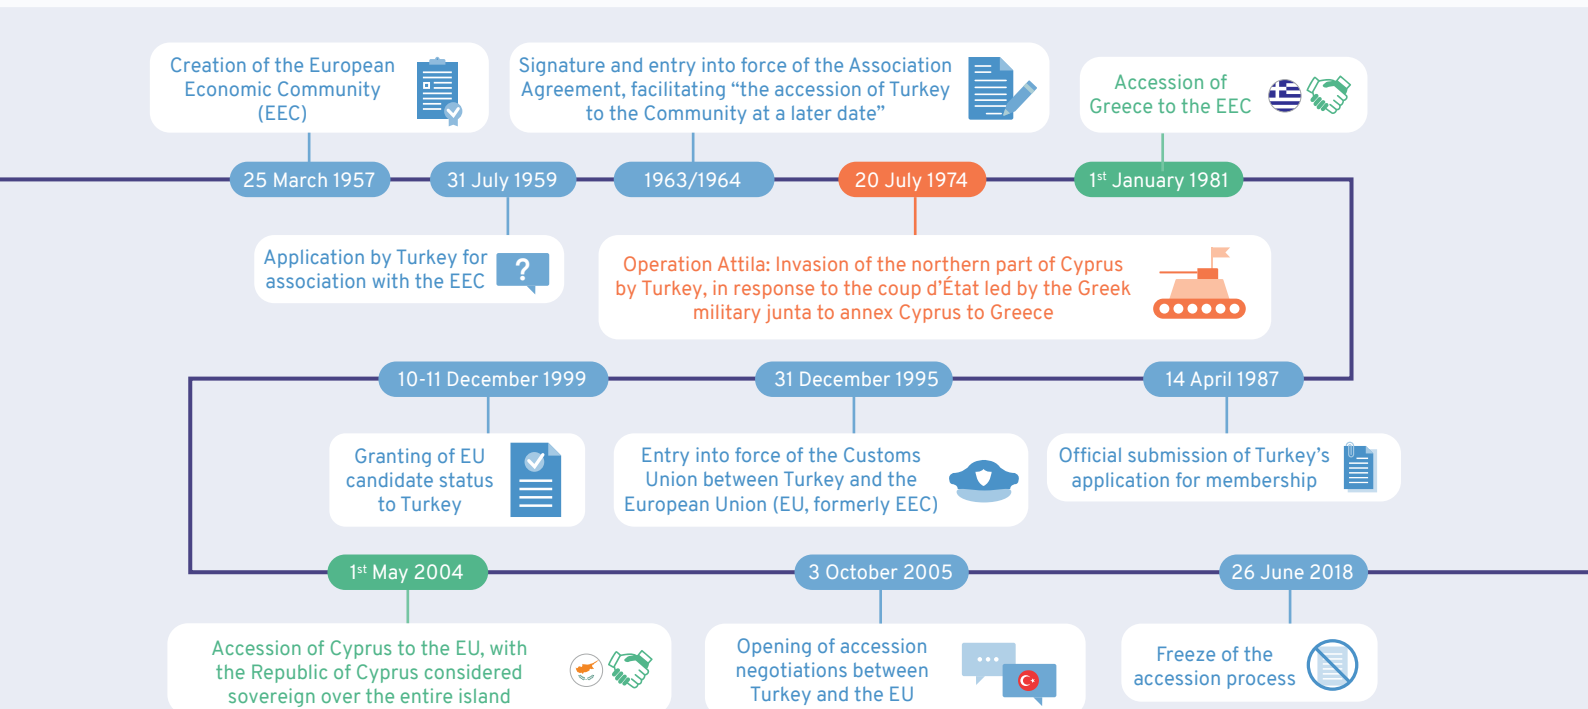 Creation of the European
Economic Community
(EEC)
Signature and entry into force of the Association
Agreement, facilitating “the accession of Turkey
to the Community at a later date”
Accession of
Greece to the EEC
25 March 1957
31 July 1959
1963/1964
20 July 1974
1st January 1981
Application by Turkey for
association with the EEC
?
Operation Attila: Invasion of the northern part of Cyprus
by Turkey, in response to the coup d’État led by the Greek
military junta to annex Cyprus to Greece
14 April 1987
31 December 1995
10-11 December 1999
Official submission of Turkey’s
application for membership
Entry into force of the Customs
Union between Turkey and the
European Union (EU, formerly EEC)
Granting of EU
candidate status
to Turkey
1st May 2004
3 October 2005
26 June 2018
Accession of Cyprus to the EU, with
the Republic of Cyprus considered
sovereign over the entire island
Opening of accession
negotiations between
Turkey and the EU
Freeze of the
accession process